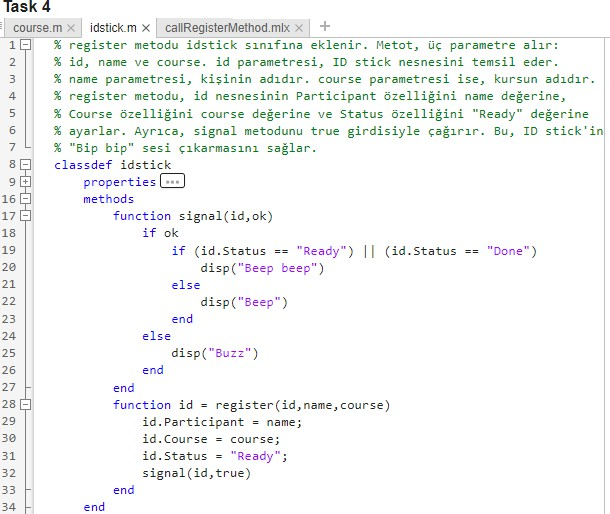 Task 4
course.m × idstick.m × callRegisterMethod.mlx × +
1 % register metodu idstick sınıfına eklenir. Metot, üç parametre alır:
2 % id, name ve course. id parametresi, ID stick nesnesini temsil eder.
3 % name parametresi, kişinin adıdır. course parametresi ise, kursun adıdır.
4 % register metodu, id nesnesinin Participant özelliğini name değerine,
5 % Course özelliğini course değerine ve Status özelliğini "Ready" değerine
6 % ayarlar. Ayrıca, signal metodunu true girdisiyle çağırır. Bu, ID stick'in
7 % "Bip bip" sesi çıkarmasını sağlar.
8 classdef idstick
9 properties ...
16 methods
17 function signal(id,ok)
18 if ok
19 if (id.Status == "Ready") || (id.Status == "Done")
20 disp("Beep beep")
21 else
22 disp("Beep")
23 end
24 else
25 disp("Buzz")
26 end
27 end
28 function id = register(id,name,course)
29 id.Participant = name;
30 id.Course = course;
31 id.Status = "Ready";
32 signal(id,true)
33 end
34 end